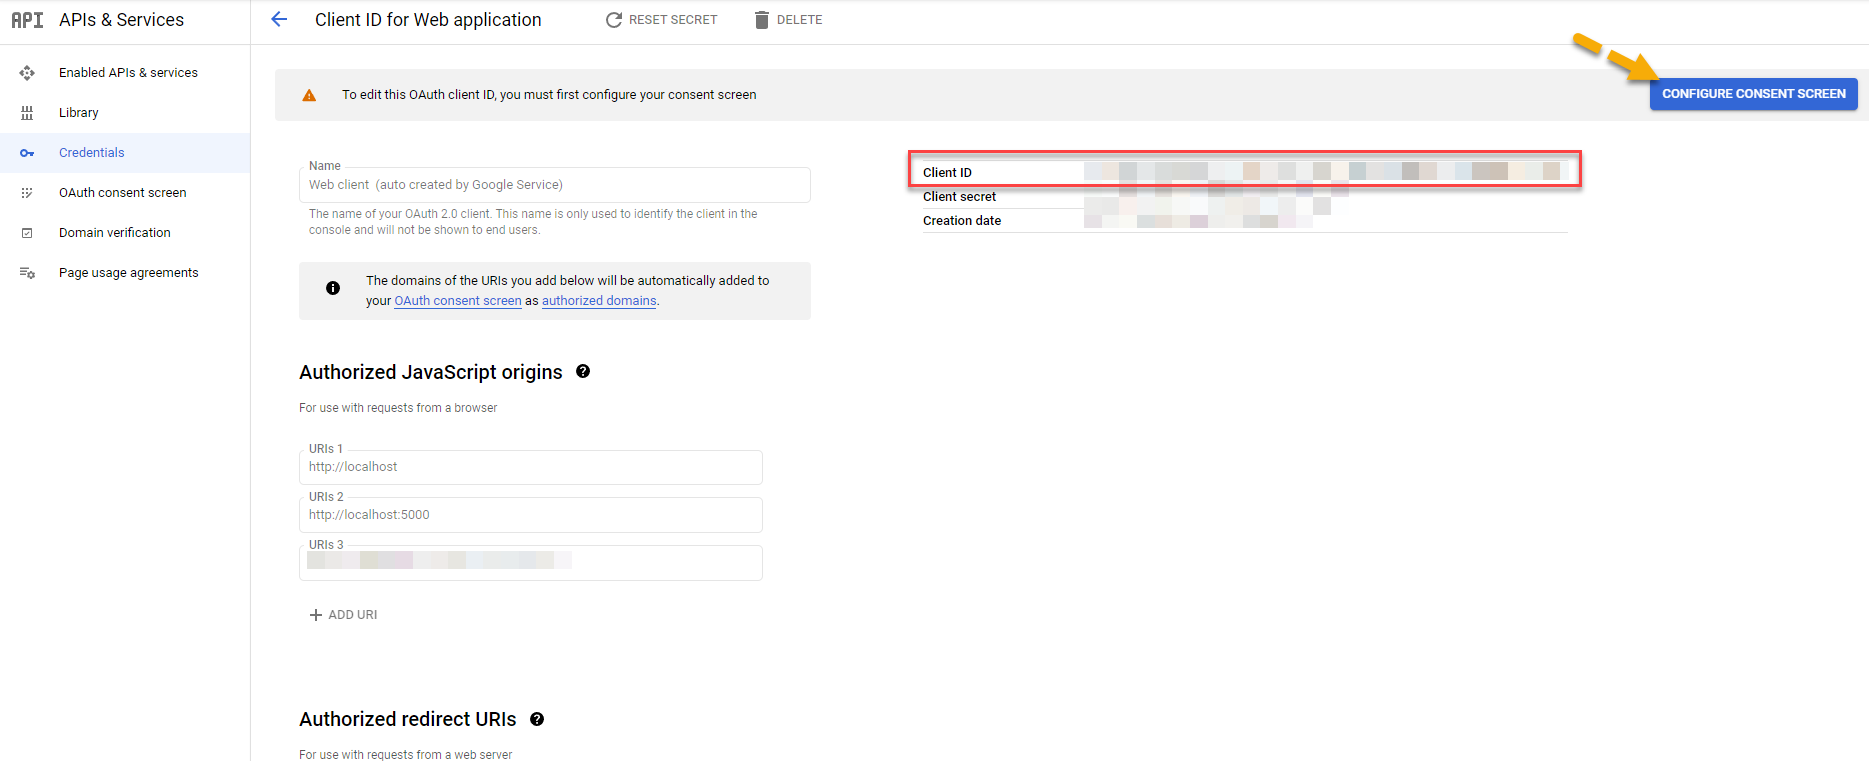 API APIs & Services
Client ID for Web application
RESET SECRET
DELETE
Enabled APIs & services
Library
Credentials
OAuth consent screen
Domain verification
Page usage agreements
To edit this OAuth client ID, you must first configure your consent screen
CONFIGURE CONSENT SCREEN
Name
Web client (auto created by Google Service)
The name of your OAuth 2.0 client. This name is only used to identify the client in the
console and will not be shown to end users.
Client ID
Client secret
Creation date
The domains of the URIs you add below will be automatically added to
your OAuth consent screen as authorized domains.
Authorized JavaScript origins
For use with requests from a browser
URIs 1
http://localhost
URIs 2
http://localhost:5000
URIs 3
ADD URI
Authorized redirect URIs
For use with requests from a web server